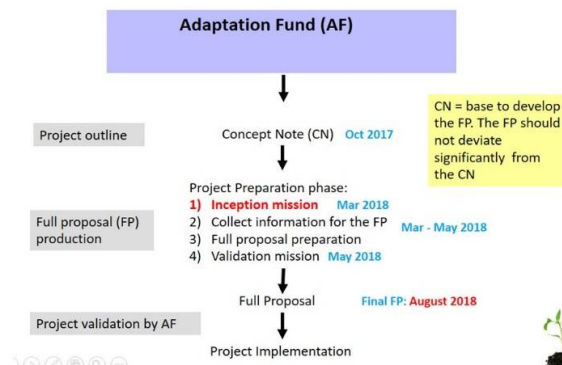 Adaptation Fund (AF)
Project outline
Concept Note (CN) Oct 2017
CN = base to develop
the FP. The FP should
not deviate
significantly from
the CN
Full proposal (FP)
production
Project Preparation phase:
1) Inception mission Mar 2018
2) Collect information for the FP
3) Full proposal preparation
Mar - May 2018
4) Validation mission May 2018
Full Proposal Final FP: August 2018
Project validation by AF
Project Implementation